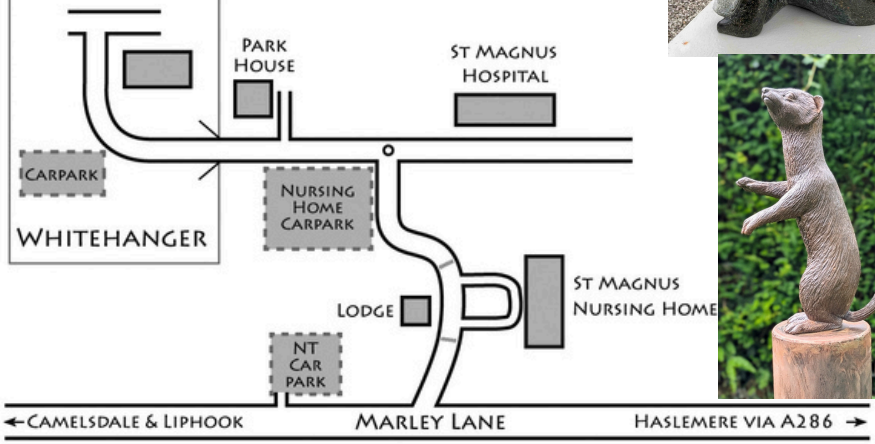 PARK
HOUSE
ST MAGNUS
HOSPITAL
CARPARK
NURSING
HOME
CARPARK
WHITEHANGER
ST MAGNUS
NURSING HOME
LODGE
NT
CAR
PARK
CAMELSDALE & LIPHOOK
MARLEY LANE
HASLEMERE VIA A286